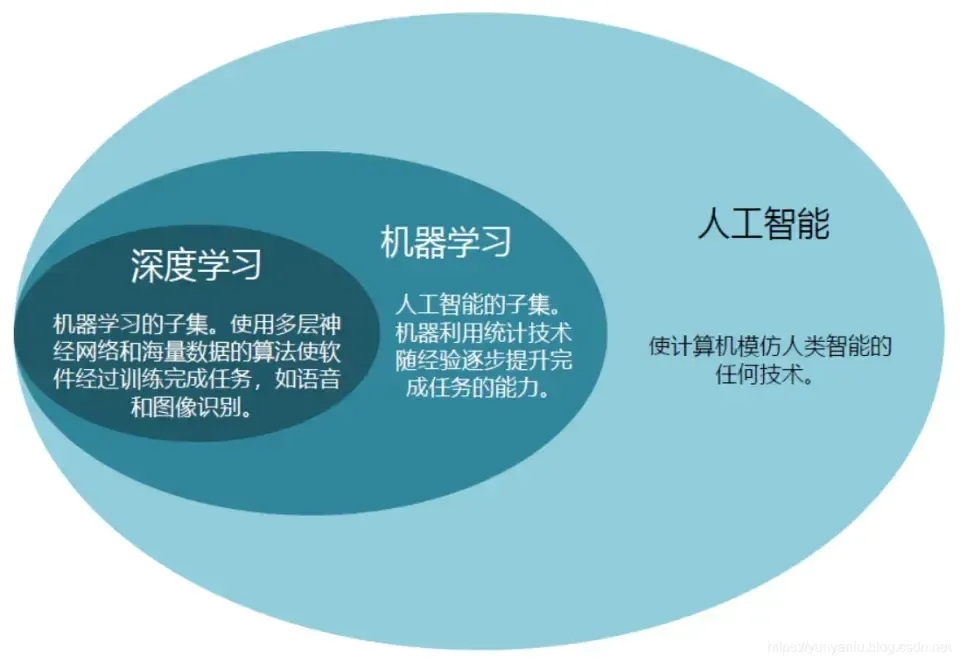 深度学习
机器学习的子集。使用多层神
经网络和海量数据的算法使软
件经过训练完成任务，如语音
和图像识别。
机器学习
人工智能的子集。
机器利用统计技术
随经验逐步提升完
成任务的能力。
人工智能
使计算机模仿人类智能的
任何技术。
https://yunyaniu.blog.csdn.net